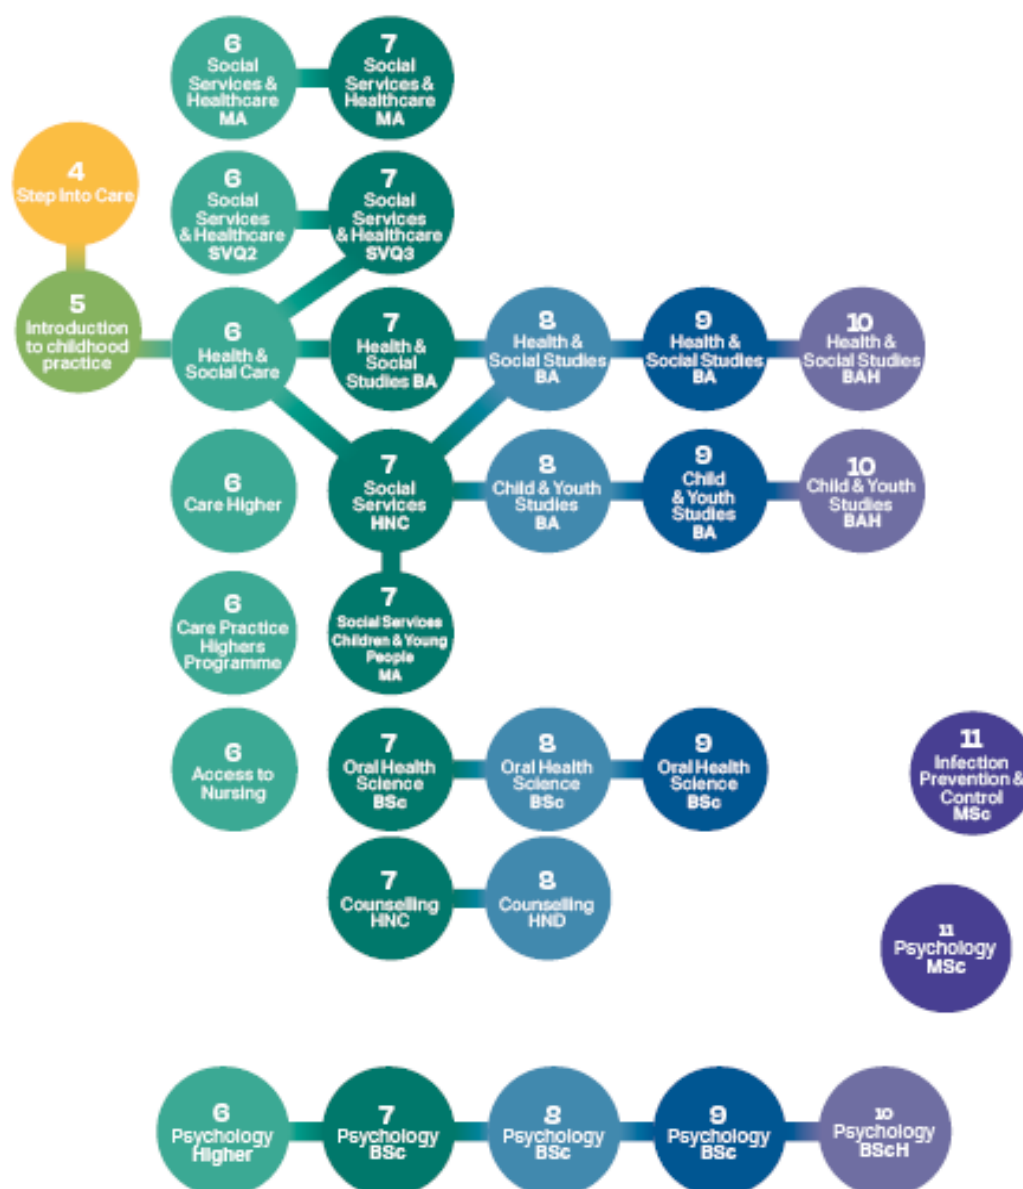 6
Social
Services &
Healthcare
MA
7
Social
Services &
Healthcare
MA
4
Step Into Care
6
Social
Services
& Healthcare
SVQ2
7
Social
Services
& Healthcare
SVQ3
5
Introduction
to childhood
practice
6
Health &
Social Care
7
Health &
Social
Studies BA
8
Health &
Social Studies
BA
9
Health &
Social Studies
BA
10
Health &
Social Studies
BAH
6
Care Higher
7
Social
Services
HNC
8
Child & Youth
Studies
BA
9
Child
& Youth
Studies
BA
10
Child & Youth
Studies
BAH
6
Care Practice
Highers
Programme
7
Social Services
Children & Young
People
MA
6
Access to
Nursing
7
Oral Health
Science
BSc
8
Oral Health
Science
BSc
9
Oral Health
Science
BSc
11
Infection
Prevention &
Control
MSc
7
Counselling
HNC
8
Counselling
HND
11
Psychology
MSc
6
Psychology
Higher
7
Psychology
BSc
8
Psychology
BSc
9
Psychology
BSc
10
Psychology
BScH